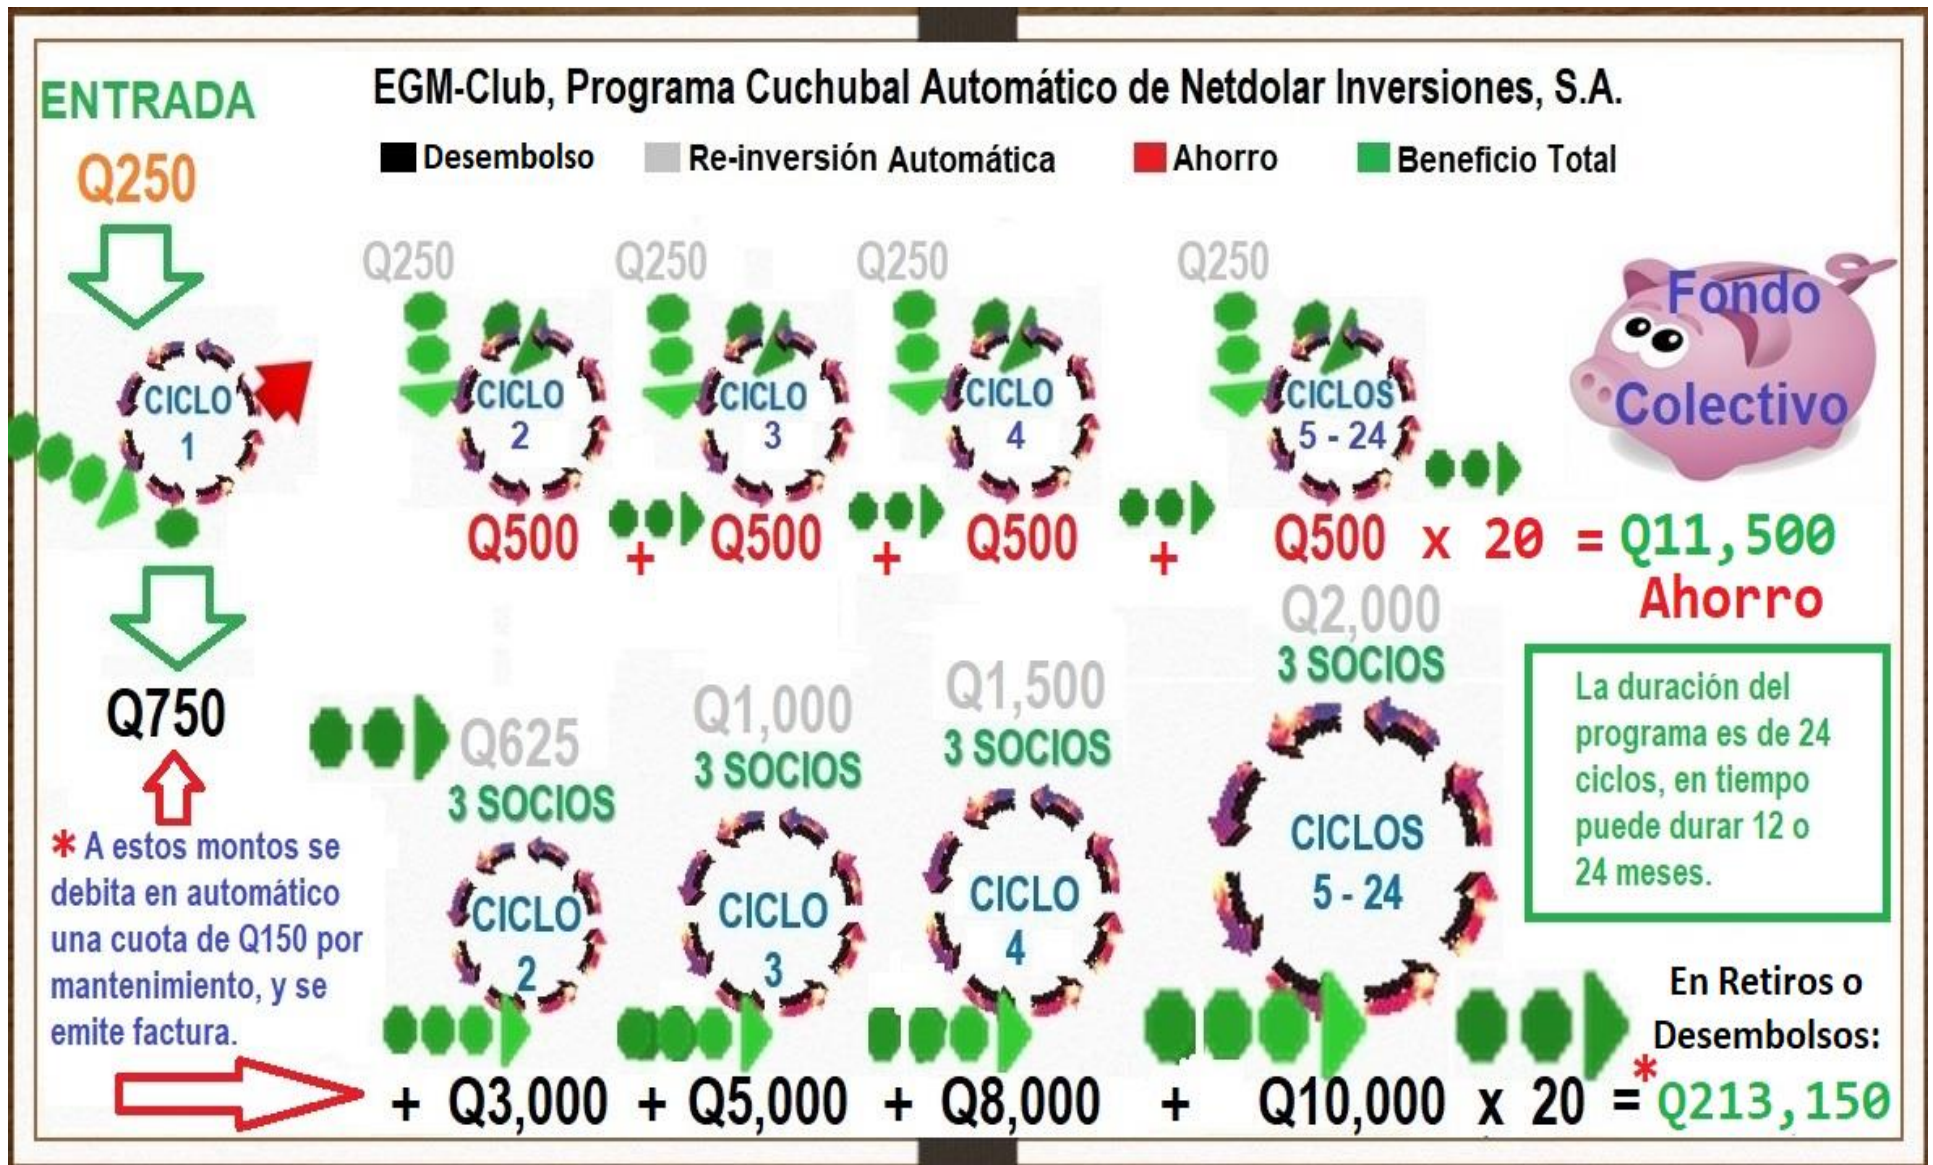 EGM-Club, Programa Cuchubal Automático de Netdolar Inversiones, S.A.
Desembolso Re-inversión Automática Ahorro Beneficio Total
ENTRADA
Q250
CICLO
1
Q750
* A estos montos se
debita en automático
una cuota de Q150 por
mantenimiento, y se
emite factura.
Q250 Q250 Q250 Q250
CICLO CICLO CICLO CICLOS
2 3 4 5 - 24
Q500 + Q500 + Q500 + Q500 x 20 = Q11,500
Ahorro
Fondo
Colectivo
Q625
3 SOCIOS
CICLO
2
Q1,000
3 SOCIOS
CICLO
3
Q1,500
3 SOCIOS
CICLO
4
Q2,000
3 SOCIOS
CICLOS
5 - 24
La duración del
programa es de 24
ciclos, en tiempo
puede durar 12 o
24 meses.
En Retiros o
Desembolsos:
+ Q3,000 + Q5,000 + Q8,000 + Q10,000 x 20 = *Q213,150